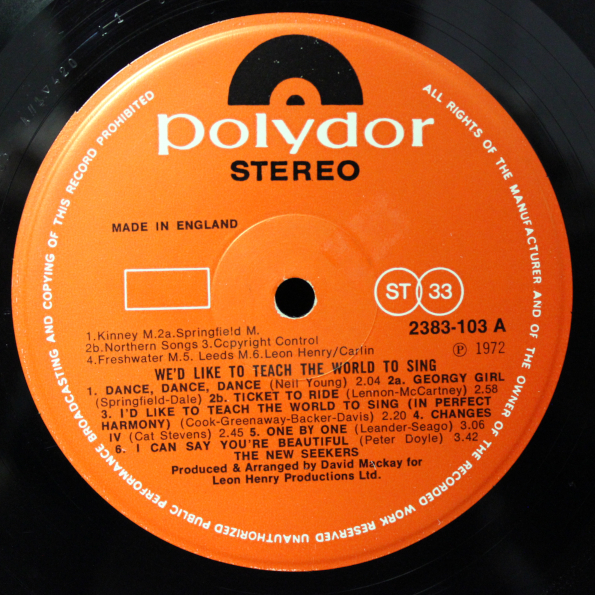 polydor
STEREO
UNAUTHORIZED PUBLIC PERFORMANCE BROADCASTING AND COPYING OF THIS RECORD PROHIBITED
ALL RIGHTS OF THE MANUFACTURER AND OF THE OWNER OF THE RECORDED WORK RESERVED
MADE IN ENGLAND
ST 33
2383-103 A
1.Kinney M.2a.Springfield M.
2b.Northern Songs 3.Copyright Control
4.Freshwater M.5. Leeds M.6.Leon Henry/Carlin
℗ 1972
WE'D LIKE TO TEACH THE WORLD TO SING
1. DANCE, DANCE, DANCE (Neil Young) 2.04 2a. GEORGY GIRL
(Springfield-Dale) 2b. TICKET TO RIDE (Lennon-McCartney) 2.58
3. I'D LIKE TO TEACH THE WORLD TO SING (IN PERFECT
HARMONY) (Cook-Greenaway-Backer-Davis) 2.20 4. CHANGES
IV (Cat Stevens) 2.45 5. ONE BY ONE (Leander-Seago) 3.06
6. I CAN SAY YOU'RE BEAUTIFUL (Peter Doyle) 3.42
THE NEW SEEKERS
Produced & Arranged by David Mackay for
Leon Henry Productions Ltd.